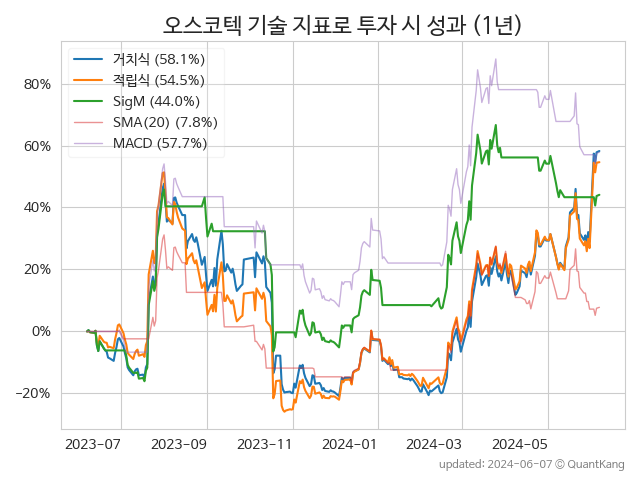 오스코텍 기술 지표로 투자 시 성과 (1년)
거치식 (58.1%)
적립식 (54.5%)
SigM (44.0%)
SMA(20) (7.8%)
MACD (57.7%)
80%
60%
40%
20%
0%
−20%
2023-07 2023-09 2023-11 2024-01 2024-03 2024-05
updated: 2024-06-07 © QuantKang